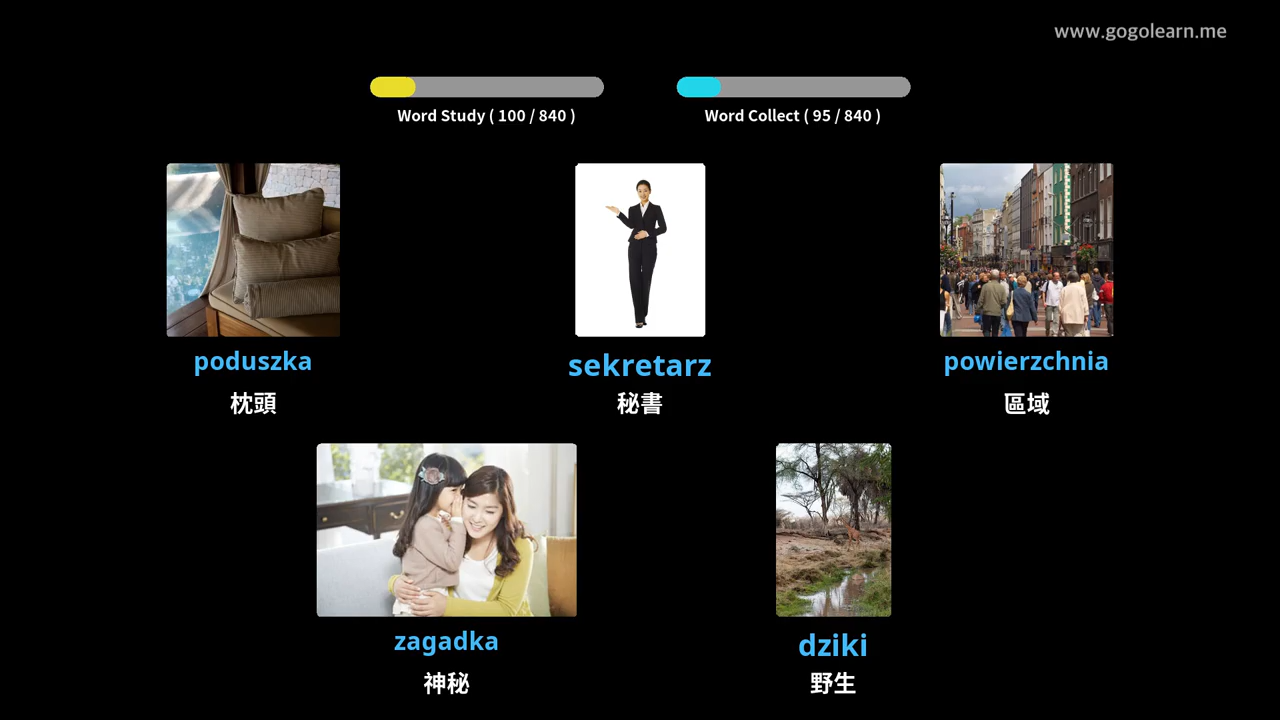 www.gogolearn.me
Word Study ( 100 / 840 )
Word Collect ( 95 / 840 )
poduszka
枕頭
sekretarz
秘書
powierzchnia
區域
zagadka
神秘
dziki
野生